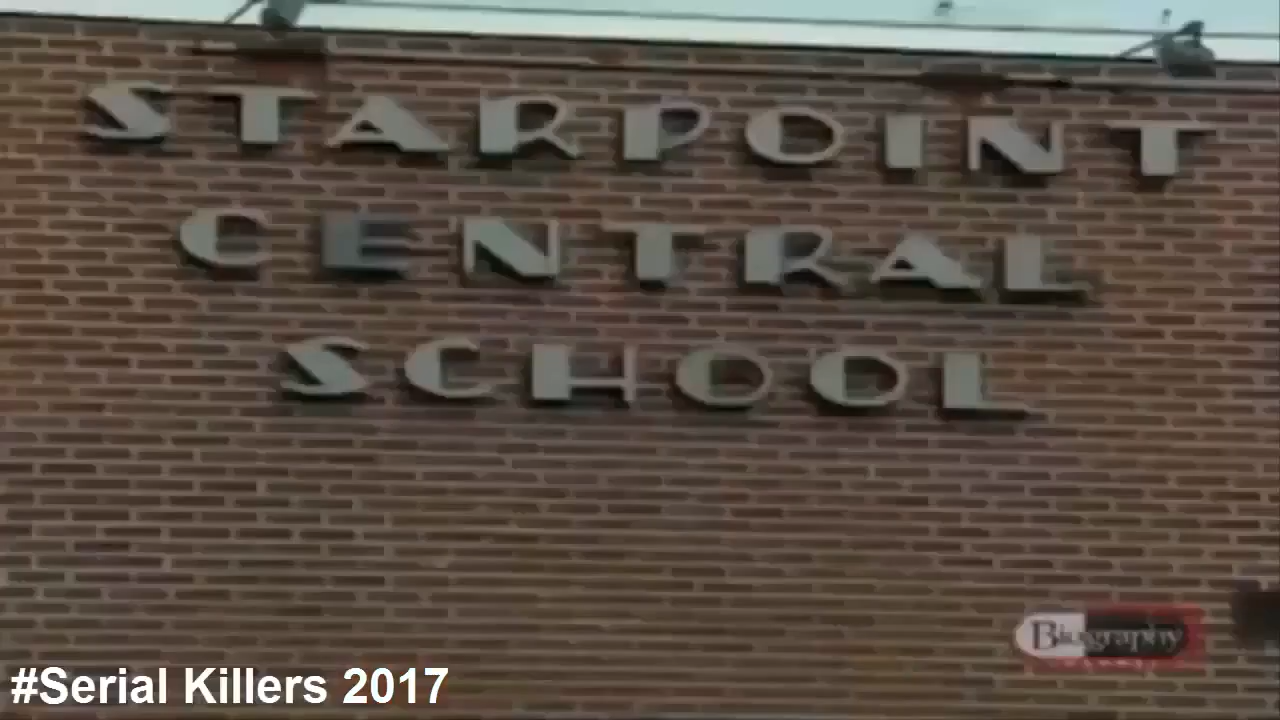 STARPOINT
CENTRAL
SCHOOL
Biography
#Serial Killers 2017